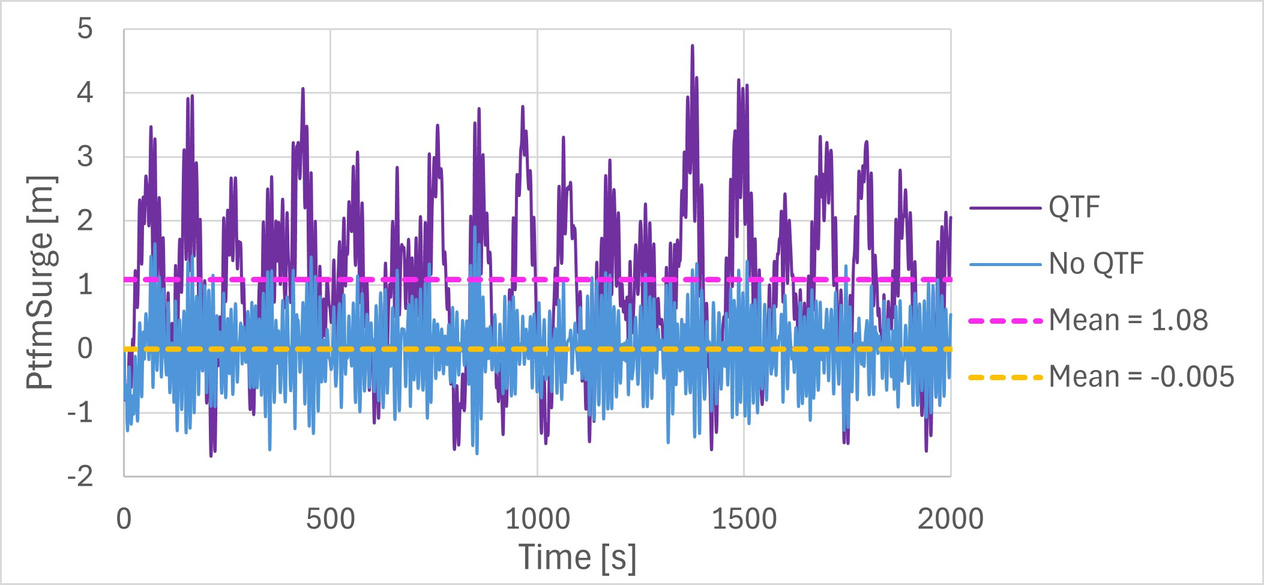 5
4
3
2
1
0
-1
-2
PtfmSurge [m]
0 500 1000 1500 2000
Time [s]
QTF
No QTF
Mean = 1.08
Mean = -0.005